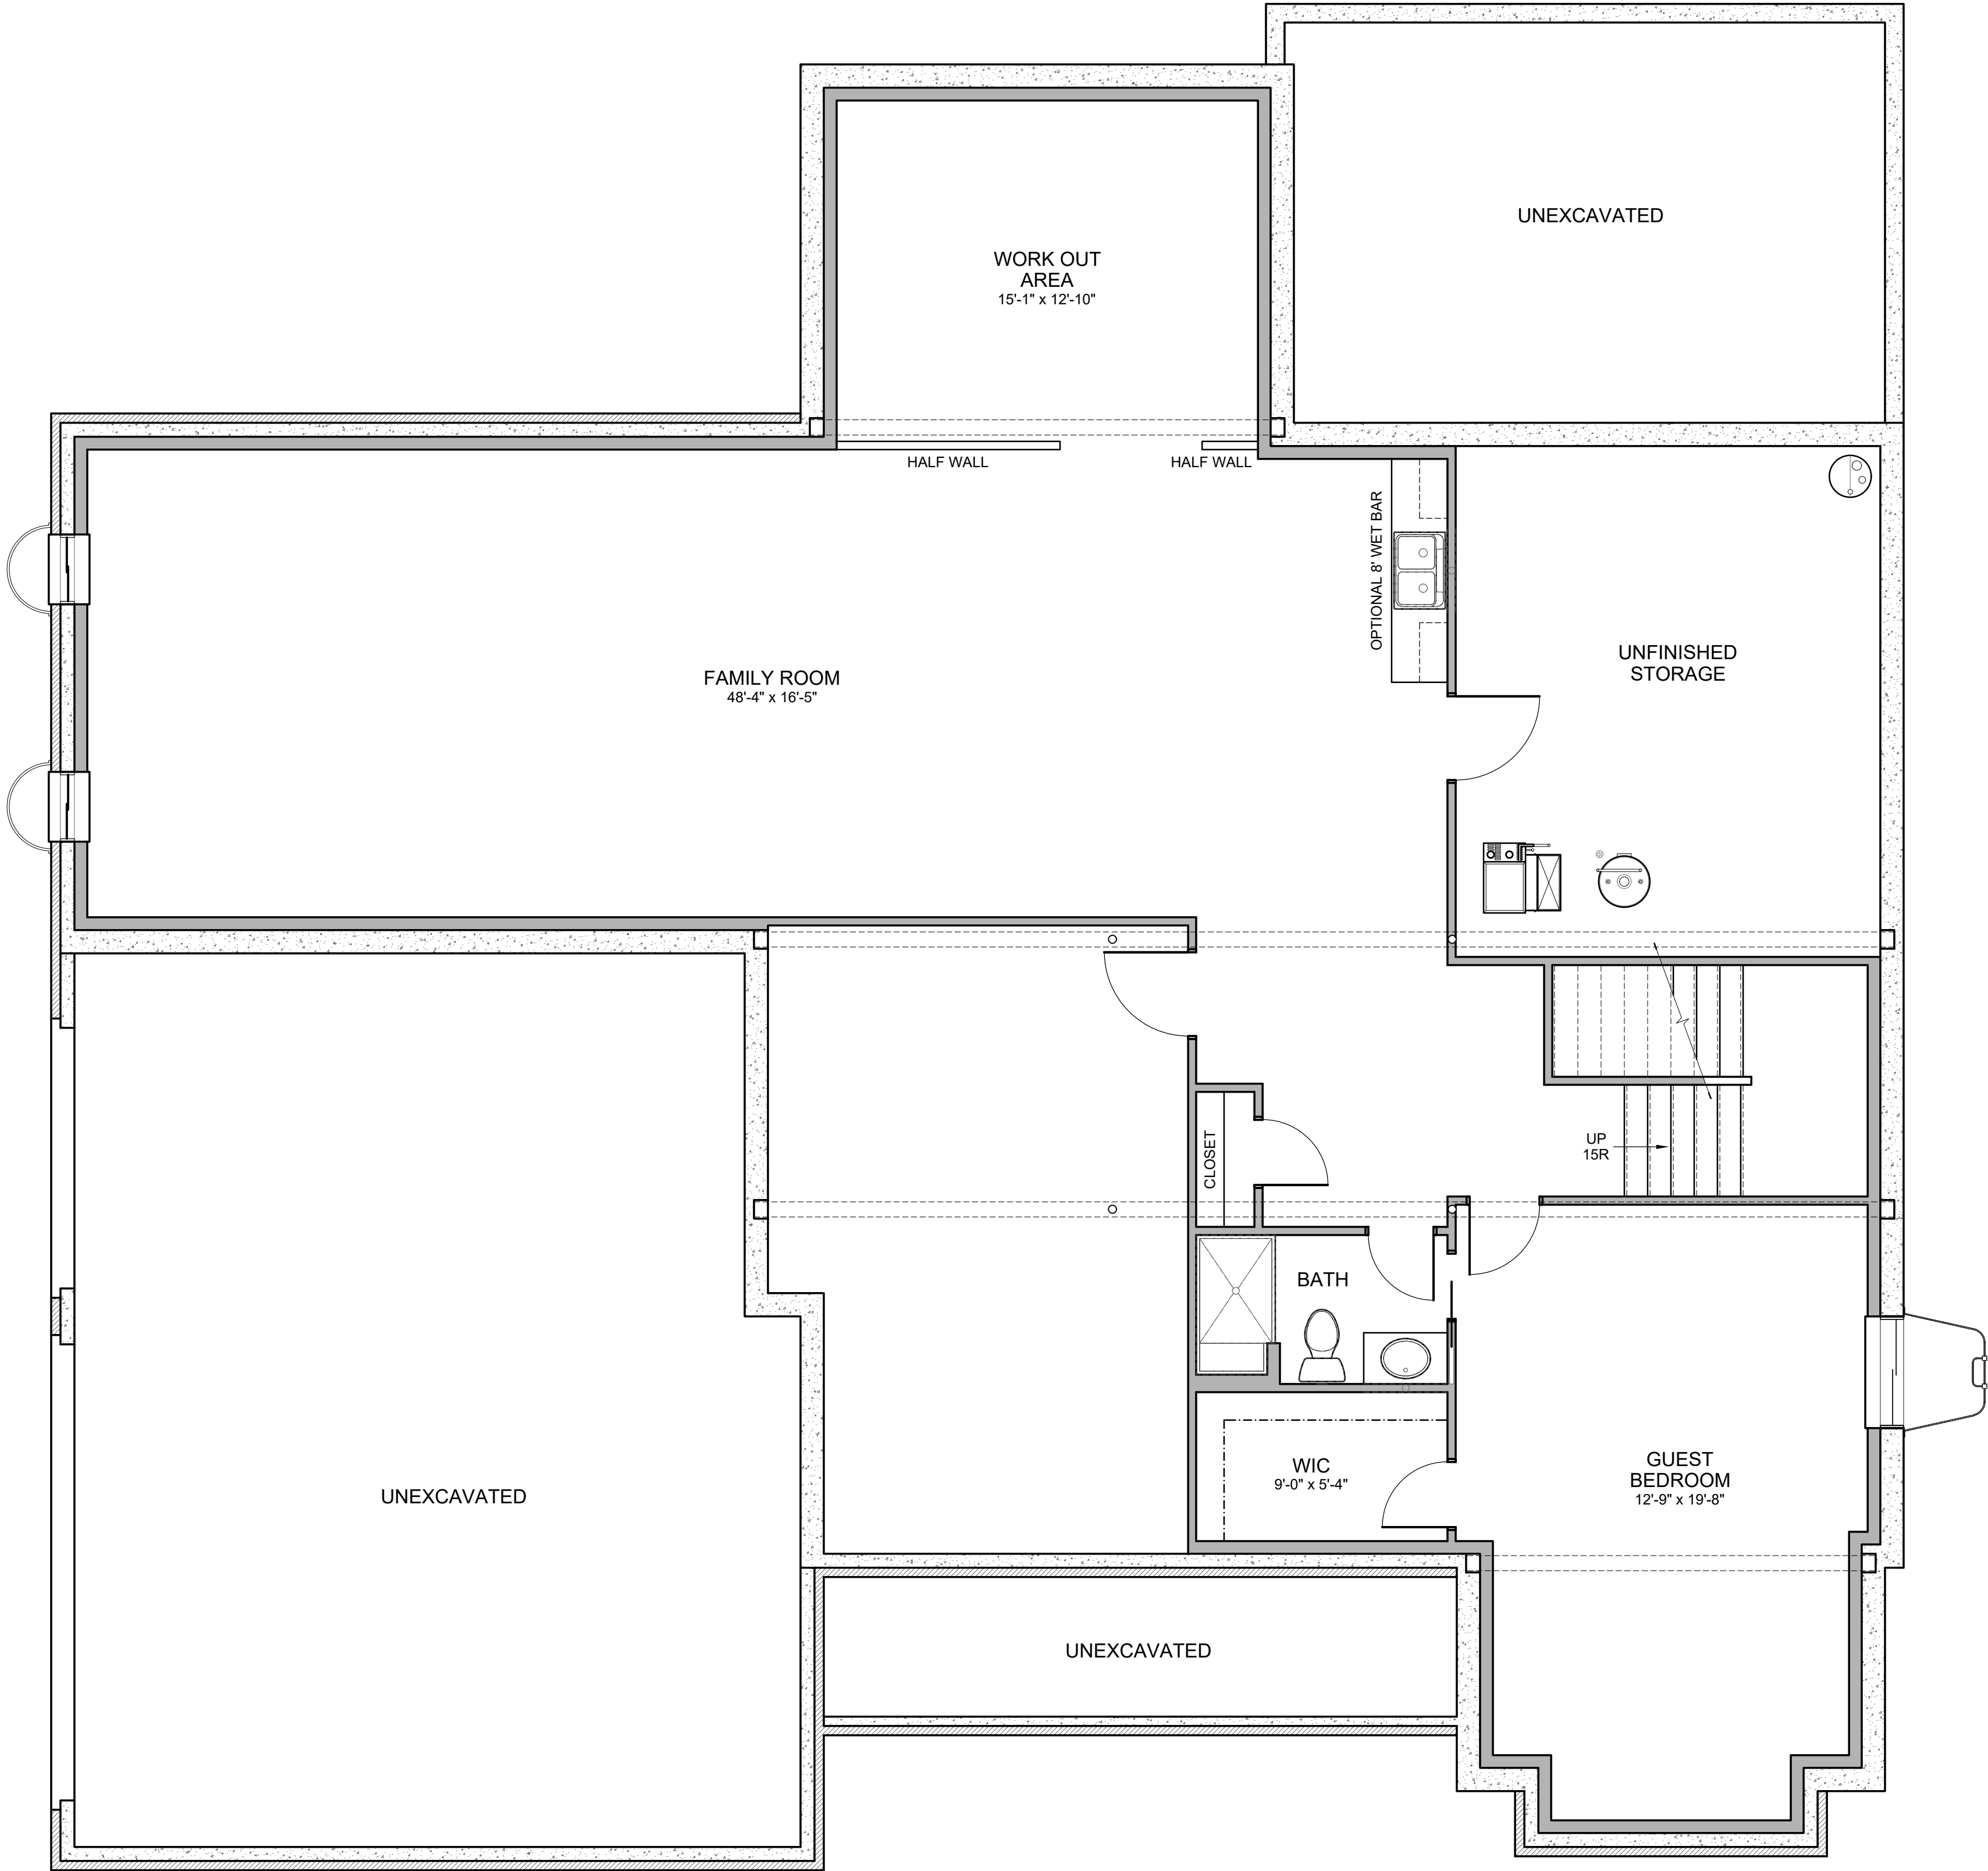 UNEXCAVATED
WORK OUT
AREA
15'-1" x 12'-10"
HALF WALL
HALF WALL
OPTIONAL 8' WET BAR
UNFINISHED
STORAGE
FAMILY ROOM
48'-4" x 16'-5"
CLOSET
UP
15R
BATH
WIC
9'-0" x 5'-4"
GUEST
BEDROOM
12'-9" x 19'-8"
UNEXCAVATED
UNEXCAVATED